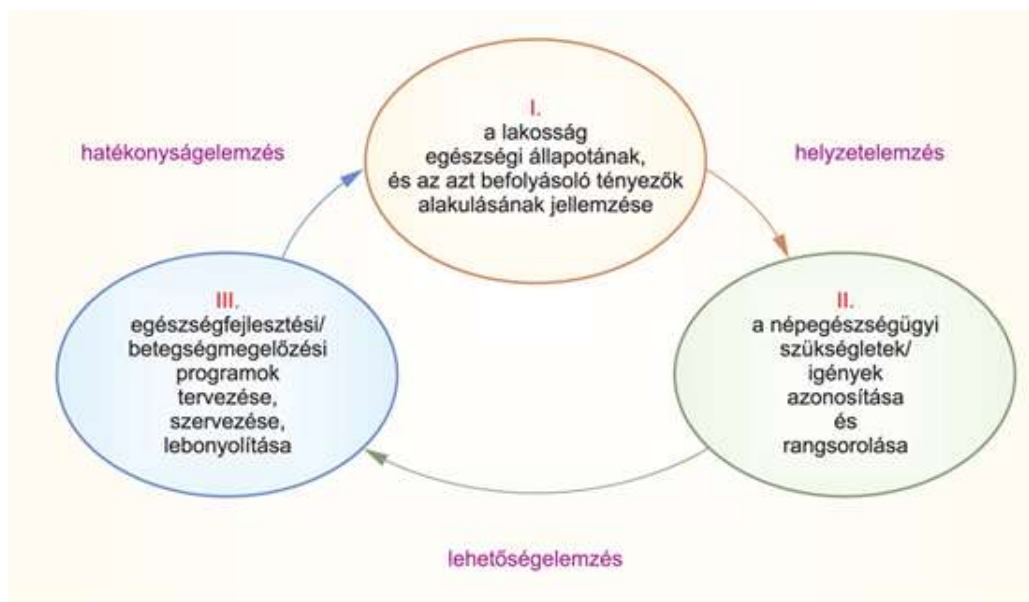 I.
a lakosság
egészségi állapotának,
és az azt befolyásoló tényezők
alakulásának jellemzése
hatékonyságelemzés
helyzetelemzés
II.
a népegészségügyi
szükségletek/
igények
azonosítása
és
rangsorolása
III.
egészségfejlesztési/
betegségmegelőzési
programok
tervezése,
szervezése,
lebonyolítása
lehetőségelemzés